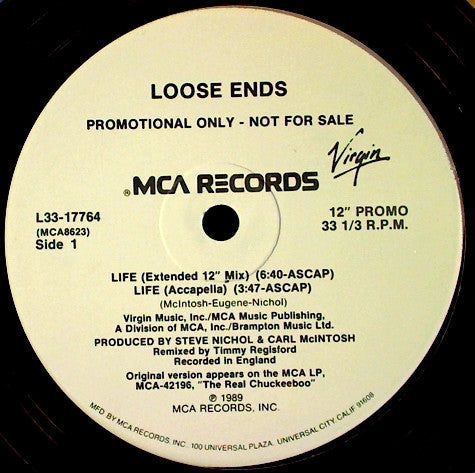 LOOSE ENDS
PROMOTIONAL ONLY - NOT FOR SALE
Virgin
® MCA RECORDS
L33-17764
(MCA8623)
Side 1
12" PROMO
33 1/3 R.P.M.
LIFE (Extended 12" Mix) (6:40-ASCAP)
LIFE (Accapella) (3:47-ASCAP)
(McIntosh-Eugene-Nichol)
Virgin Music, Inc./MCA Music Publishing,
A Division of MCA, Inc./Brampton Music Ltd.
PRODUCED BY STEVE NICHOL & CARL McINTOSH
Remixed by Timmy Regisford
Recorded in England
Original version appears on the MCA LP,
MCA-42196, "The Real Chuckeeboo"
℗ 1989
MCA RECORDS, INC.
MFD. BY MCA RECORDS, INC. 100 UNIVERSAL PLAZA, UNIVERSAL CITY, CALIF. 91608